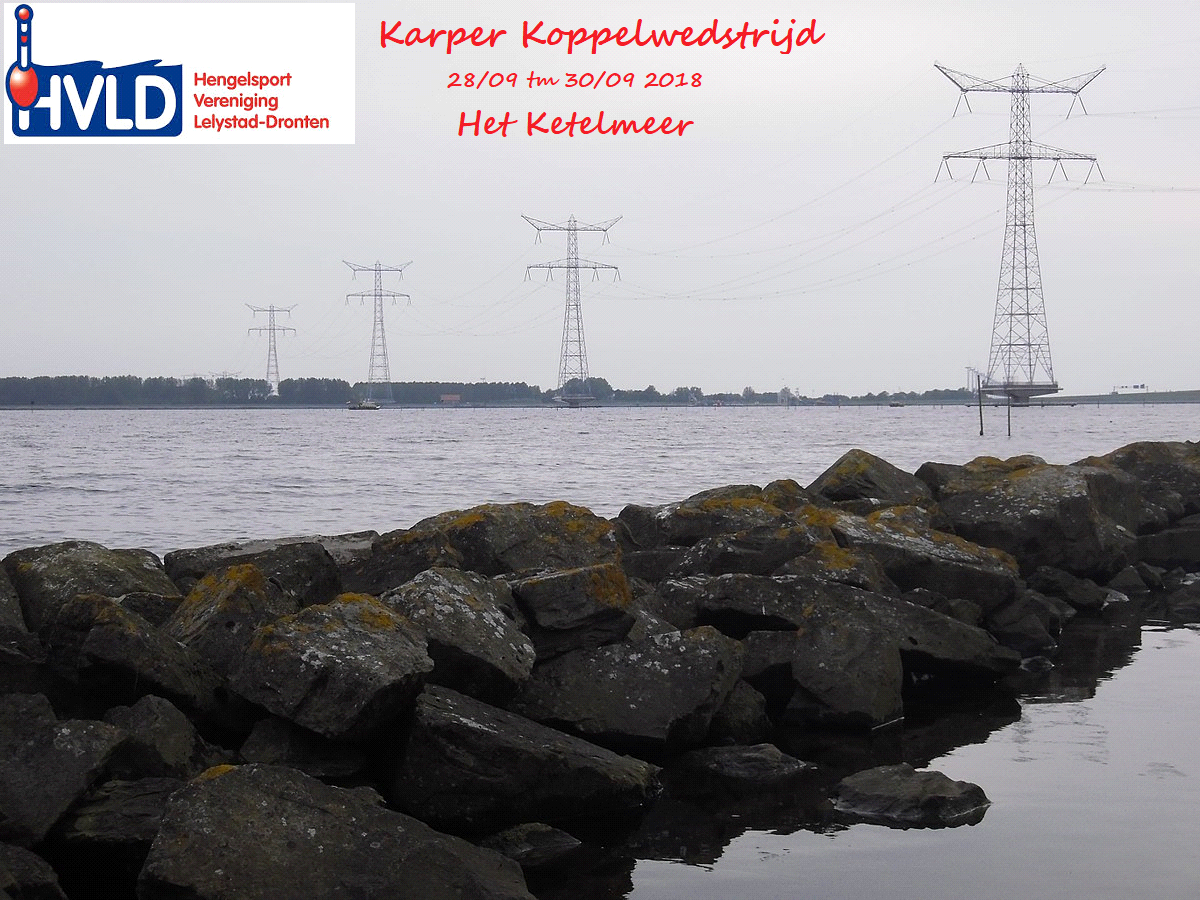 HVLD
Hengelsport
Vereniging
Lelystad-Dronten
Karper Koppelwedstrijd
28/09 tm 30/09 2018
Het Ketelmeer